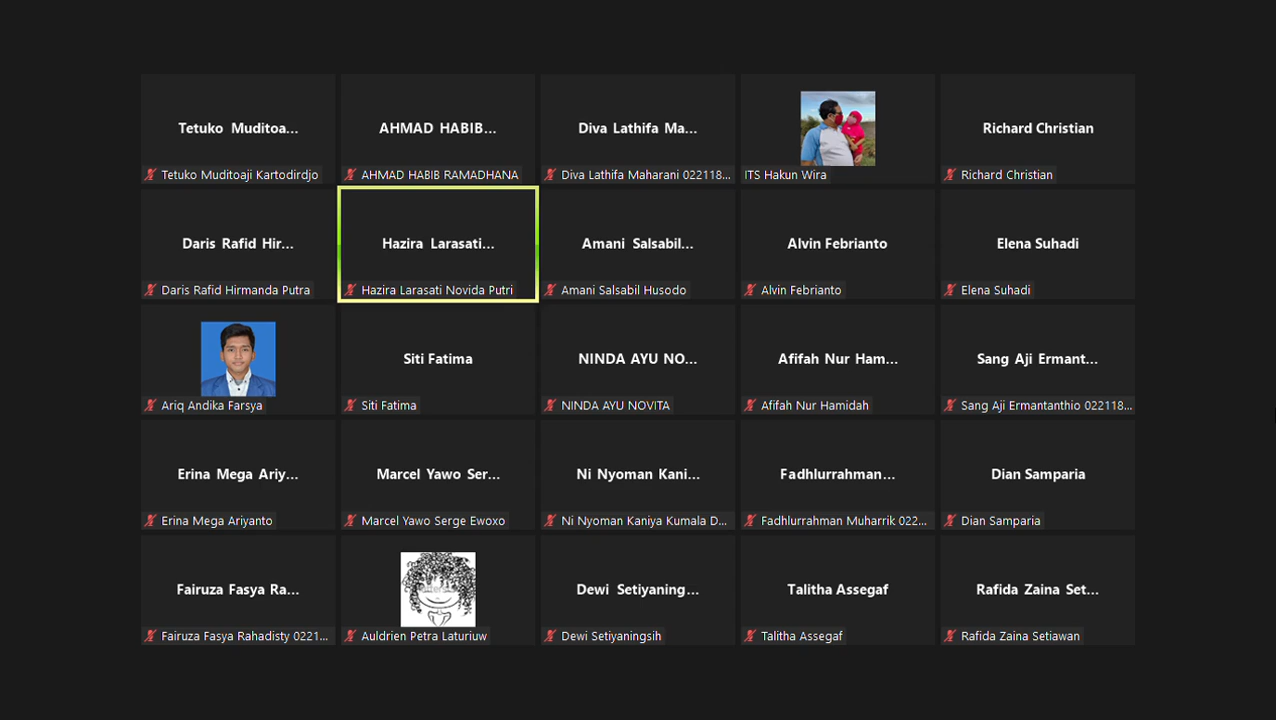 Tetuko Muditoa...
AHMAD HABIB...
Diva Lathifa Ma...
Richard Christian
Tetuko Muditoaji Kartodirdjo
AHMAD HABIB RAMADHANA
Diva Lathifa Maharani 022118...
ITS Hakun Wira
Richard Christian
Daris Rafid Hir...
Hazira Larasati...
Amani Salsabil...
Alvin Febrianto
Elena Suhadi
Daris Rafid Hirmanda Putra
Hazira Larasati Novida Putri
Amani Salsabil Husodo
Alvin Febrianto
Elena Suhadi
Siti Fatima
NINDA AYU NO...
Afifah Nur Ham...
Sang Aji Ermant...
Ariq Andika Farsya
Siti Fatima
NINDA AYU NOVITA
Afifah Nur Hamidah
Sang Aji Ermantanthio 022118...
Erina Mega Ariy...
Marcel Yawo Ser...
Ni Nyoman Kani...
Fadhlurrahman...
Dian Samparia
Erina Mega Ariyanto
Marcel Yawo Serge Ewoxo
Ni Nyoman Kaniya Kumala D...
Fadhlurrahman Muharrik 022...
Dian Samparia
Fairuza Fasya Ra...
Dewi Setiyaning...
Talitha Assegaf
Rafida Zaina Set...
Fairuza Fasya Rahadisty 0221...
Auldrien Petra Laturiuw
Dewi Setiyaningsih
Talitha Assegaf
Rafida Zaina Setiawan